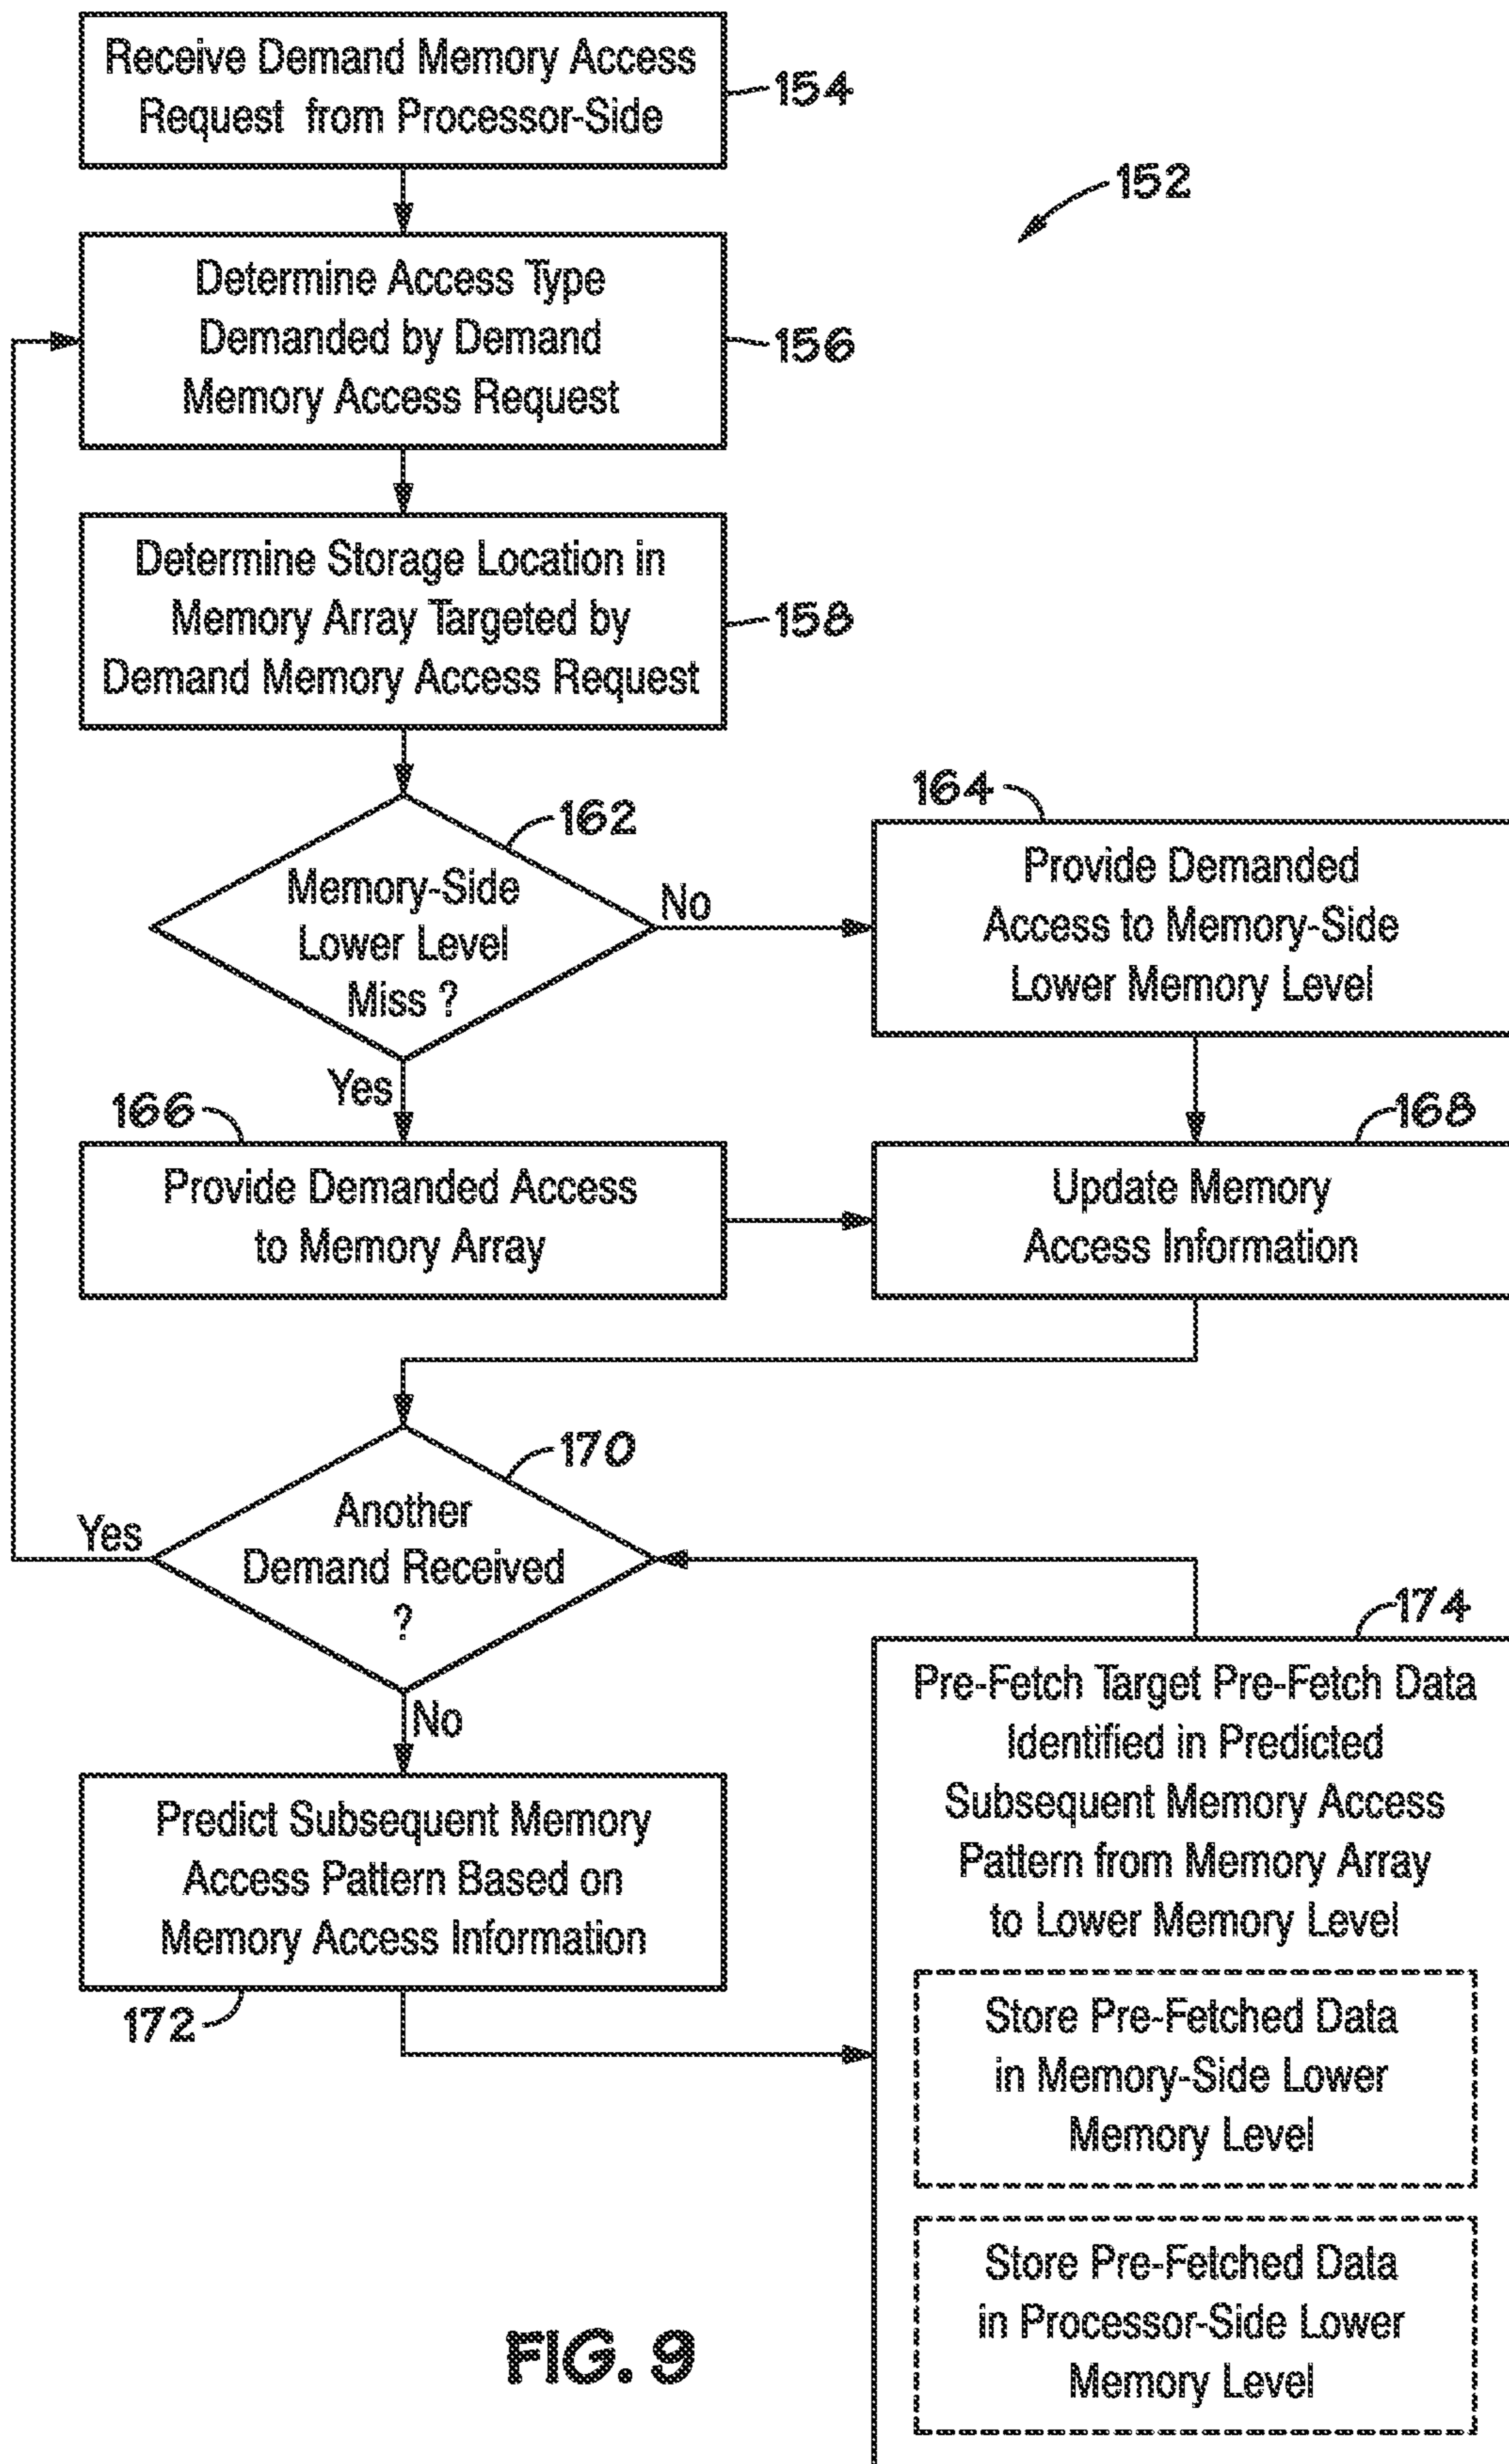 Receive Demand Memory Access
Request from Processor-Side
154
152
Determine Access Type
Demanded by Demand
Memory Access Request
156
Determine Storage Location in
Memory Array Targeted by
Demand Memory Access Request
158
162
Memory-Side
Lower Level
Miss ?
No
Yes
164
Provide Demanded
Access to Memory-Side
Lower Memory Level
166
Provide Demanded Access
to Memory Array
168
Update Memory
Access Information
170
Another
Demand Received
?
Yes
No
Predict Subsequent Memory
Access Pattern Based on
Memory Access Information
172
174
Pre-Fetch Target Pre-Fetch Data
Identified in Predicted
Subsequent Memory Access
Pattern from Memory Array
to Lower Memory Level
Store Pre-Fetched Data
in Memory-Side Lower
Memory Level
Store Pre-Fetched Data
in Processor-Side Lower
Memory Level
FIG. 9